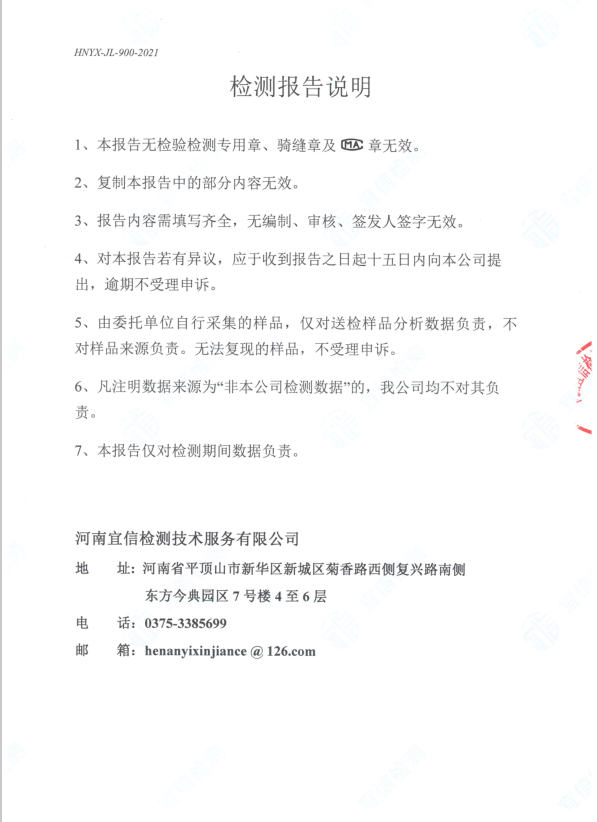 HNYX-JL-900-2021
检测报告说明
1、本报告无检验检测专用章、骑缝章及 MA 章无效。
2、复制本报告中的部分内容无效。
3、报告内容需填写齐全，无编制、审核、签发人签字无效。
4、对本报告若有异议，应于收到报告之日起十五日内向本公司提
出，逾期不受理申诉。
5、由委托单位自行采集的样品，仅对送检样品分析数据负责，不
对样品来源负责。无法复现的样品，不受理申诉。
6、凡注明数据来源为“非本公司检测数据”的，我公司均不对其负
责。
7、本报告仅对检测期间数据负责。
河南宜信检测技术服务有限公司
地 址：河南省平顶山市新华区新城区菊香路西侧复兴路南侧
东方今典园区 7 号楼 4 至 6 层
电 话：0375-3385699
邮 箱：henanyixinjiance @ 126.com